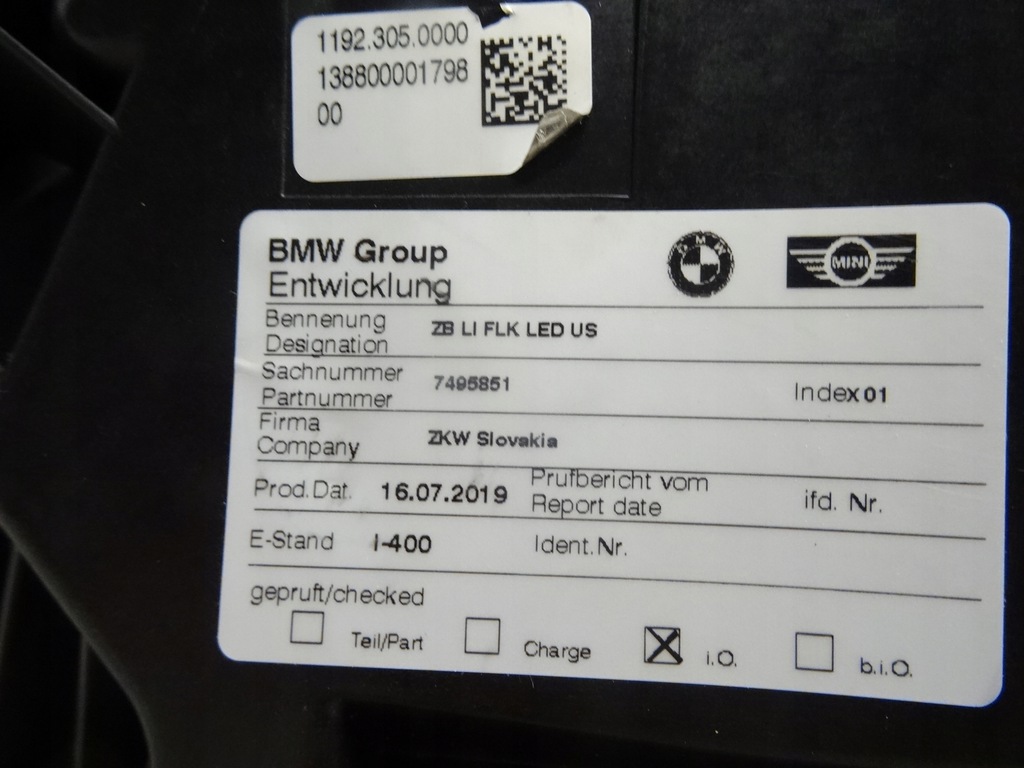 1192.305.0000
138800001798
00
BMW Group
Entwicklung
BMW
MINI
Bennenung
Designation
ZB LI FLK LED US
Sachnummer
Partnummer
7495851
Index 01
Firma
Company
ZKW Slovakia
Prod.Dat. 16.07.2019
Prufbericht vom
Report date
ifd. Nr.
E-Stand I-400
Ident.Nr.
gepruft/checked
Teil/Part
Charge
i.O.
b.i.O.